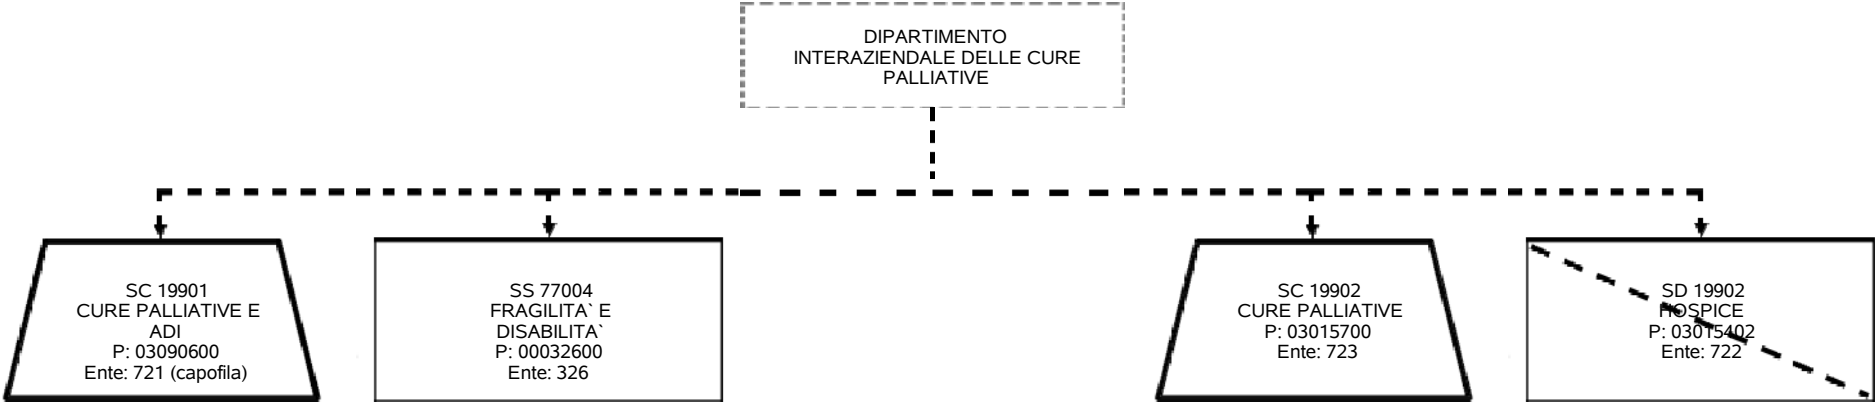 DIPARTIMENTO
INTERAZIENDALE DELLE CURE
PALLIATIVE
SC 19901
CURE PALLIATIVE E
ADI
P: 03090600
Ente: 721 (capofila)
SS 77004
FRAGILITA` E
DISABILITA`
P: 00032600
Ente: 326
SC 19902
CURE PALLIATIVE
P: 03015700
Ente: 723
SD 19902
HOSPICE
P: 03015402
Ente: 722